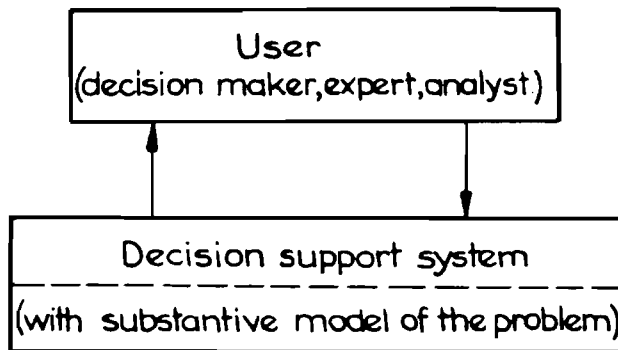 User
(decision maker,expert,analyst)
Decision support system
(with substantive model of the problem)